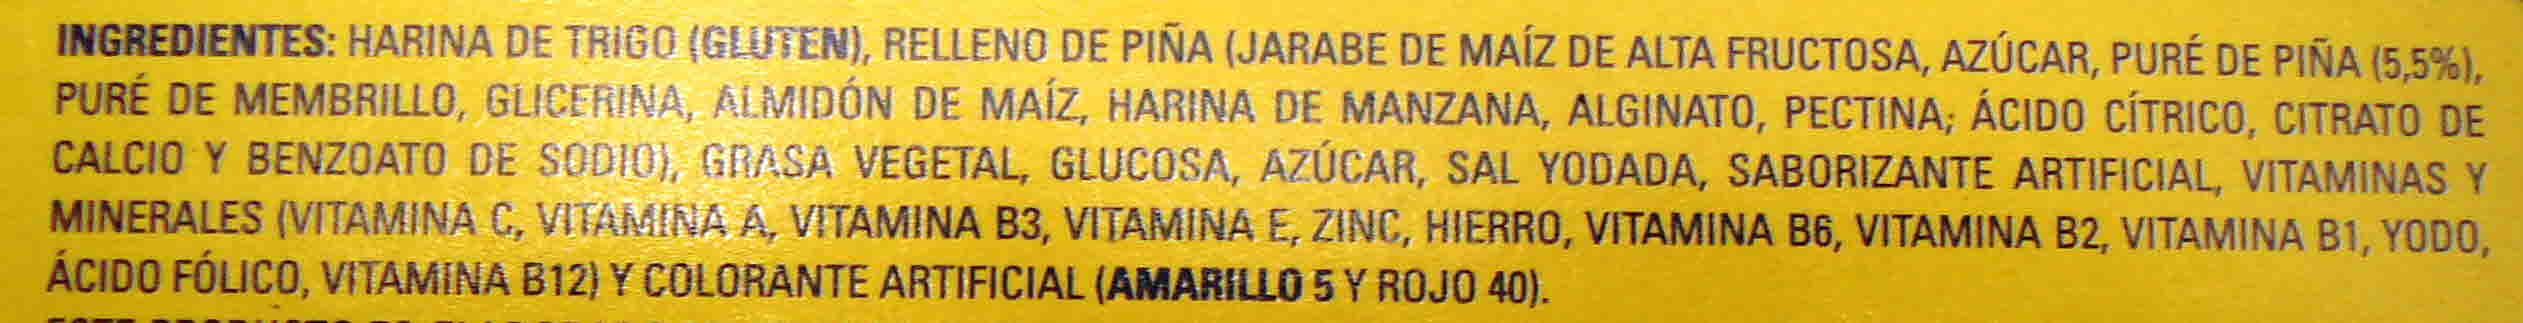 INGREDIENTES: HARINA DE TRIGO (GLUTEN), RELLENO DE PIÑA (JARABE DE MAÍZ DE ALTA FRUCTOSA, AZÚCAR, PURÉ DE PIÑA (5,5%),
PURÉ DE MEMBRILLO, GLICERINA, ALMIDÓN DE MAÍZ, HARINA DE MANZANA, ALGINATO, PECTINA; ÁCIDO CÍTRICO, CITRATO DE
CALCIO Y BENZOATO DE SODIO), GRASA VEGETAL, GLUCOSA, AZÚCAR, SAL YODADA, SABORIZANTE ARTIFICIAL, VITAMINAS Y
MINERALES (VITAMINA C, VITAMINA A, VITAMINA B3, VITAMINA E, ZINC, HIERRO, VITAMINA B6, VITAMINA B2, VITAMINA B1, YODO,
ÁCIDO FÓLICO, VITAMINA B12) Y COLORANTE ARTIFICIAL (AMARILLO 5 Y ROJO 40).